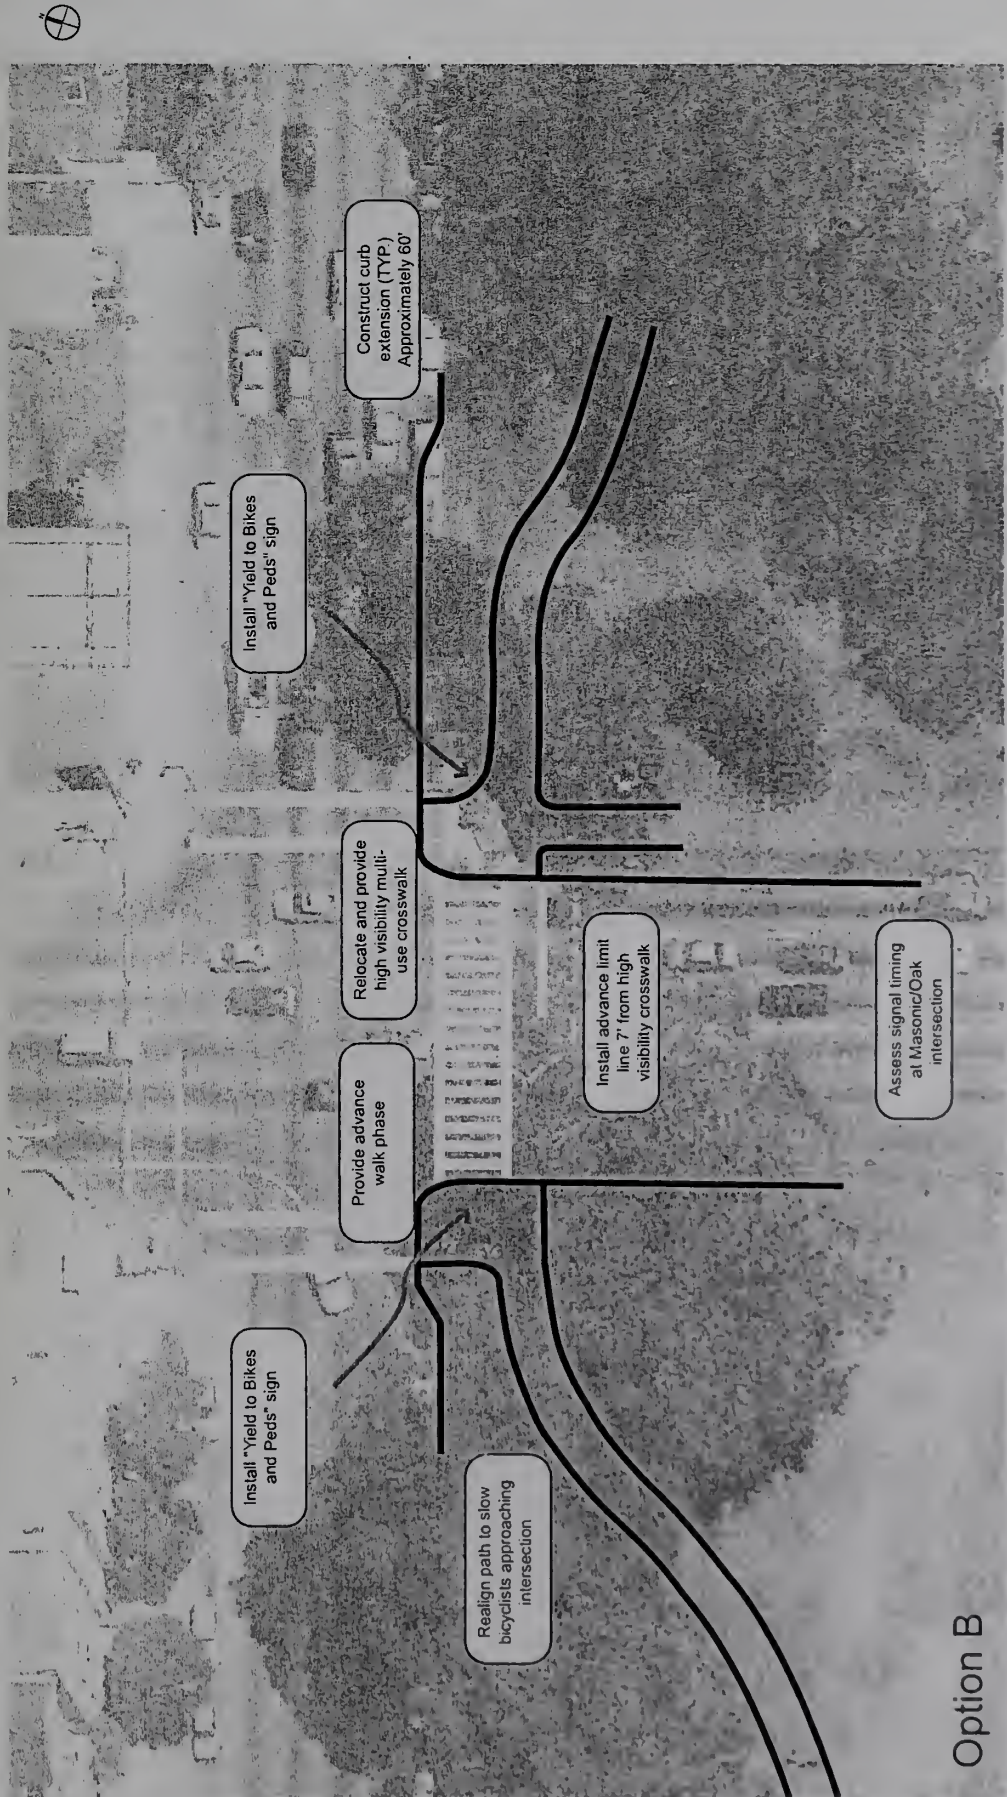 N
Install "Yield to Bikes
and Peds" sign
Install "Yield to Bikes
and Peds" sign
Provide advance
walk phase
Relocate and provide
high visibility multi-
use crosswalk
Construct curb
extension (TYP.)
Approximately 60'
Realign path to slow
bicyclists approaching
intersection
Install advance limit
line 7' from high
visibility crosswalk
Assess signal timing
at Masonic/Oak
intersection
Option B